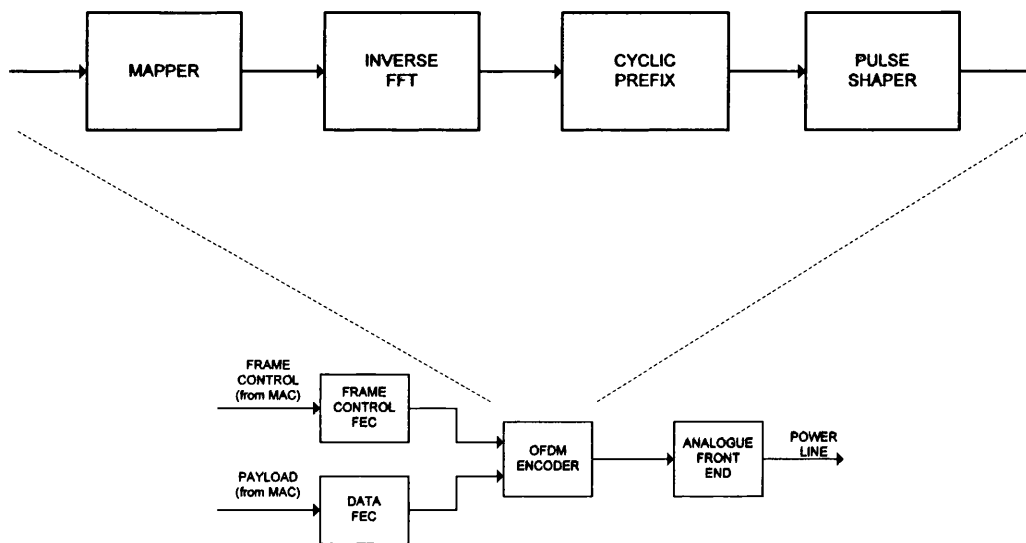 MAPPER
INVERSE
FFT
CYCLIC
PREFIX
PULSE
SHAPER
FRAME
CONTROL
(from MAC)
FRAME
CONTROL
FEC
PAYLOAD
(from MAC)
DATA
FEC
OFDM
ENCODER
ANALOGUE
FRONT
END
POWER
LINE